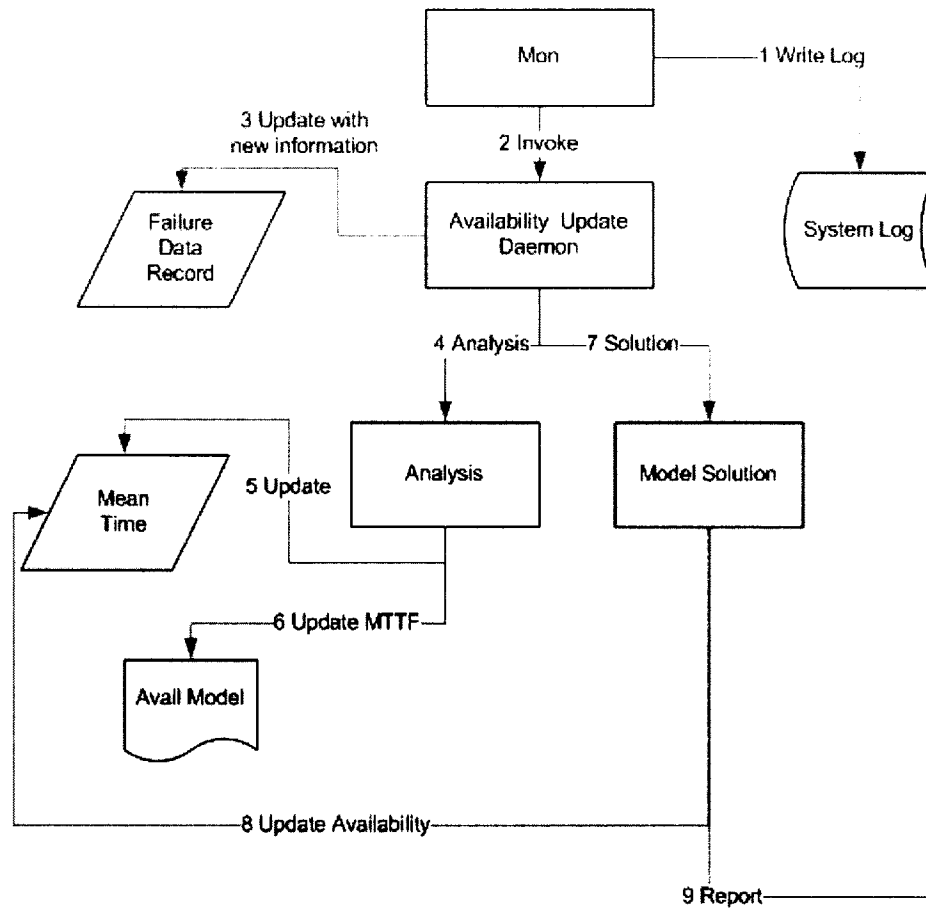 Mon
1 Write Log
3 Update with
new information
2 Invoke
Failure
Data
Record
Availability Update
Daemon
System Log
4 Analysis
7 Solution
Mean
Time
5 Update
Analysis
Model Solution
6 Update MTTF
Avail Model
8 Update Availability
9 Report